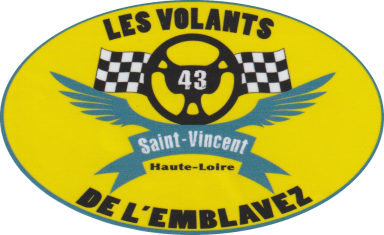 LES VOLANTS
43
Saint-Vincent
Haute-Loire
DE L'EMBLAVEZ